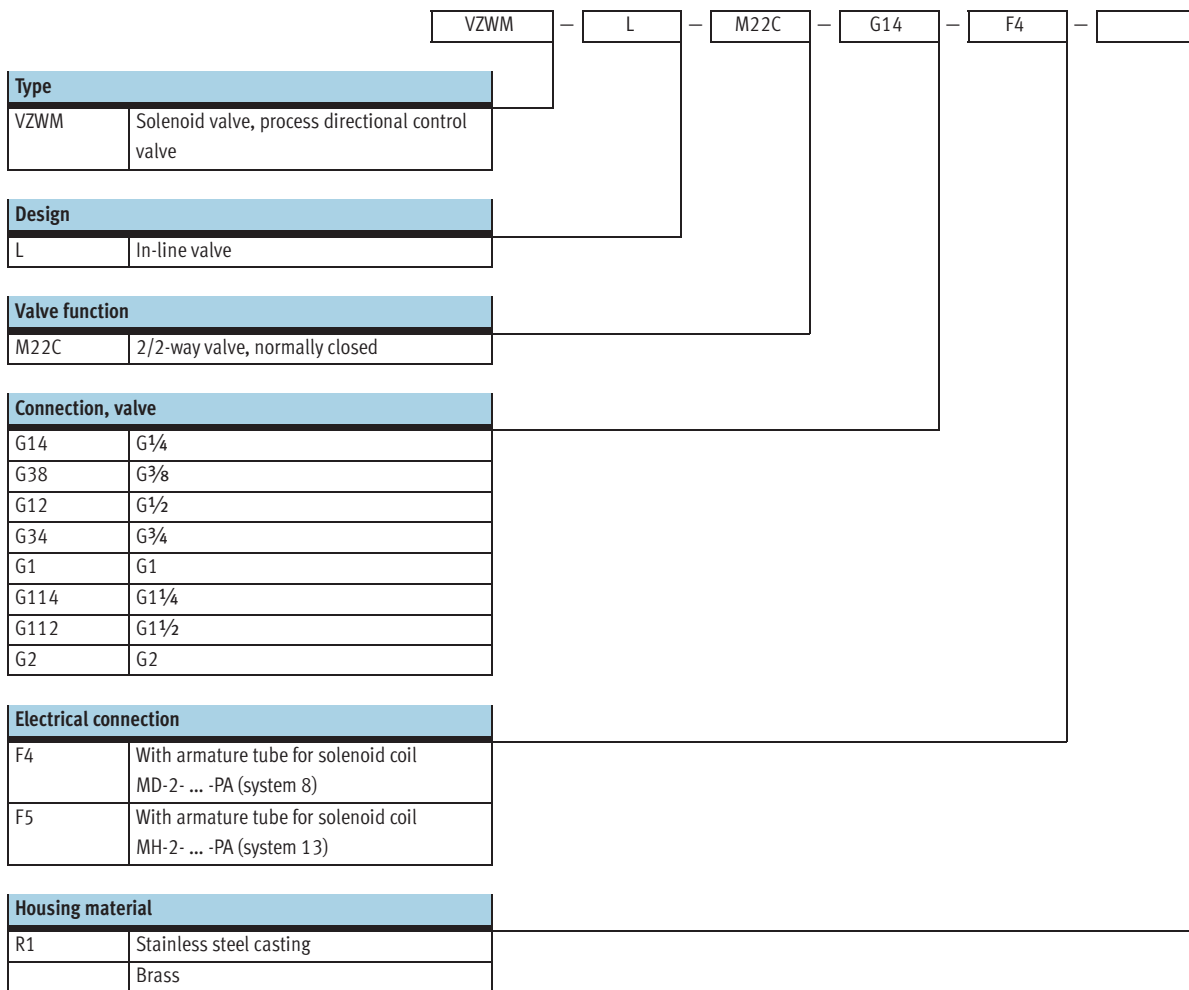 VZWM – L – M22C – G14 – F4 –
Type
VZWM Solenoid valve, process directional control
valve
Design
L In-line valve
Valve function
M22C 2/2-way valve, normally closed
Connection, valve
G14 G¼
G38 G⅜
G12 G½
G34 G¾
G1 G1
G114 G1¼
G112 G1½
G2 G2
Electrical connection
F4 With armature tube for solenoid coil
MD-2- ... -PA (system 8)
F5 With armature tube for solenoid coil
MH-2- ... -PA (system 13)
Housing material
R1 Stainless steel casting
Brass